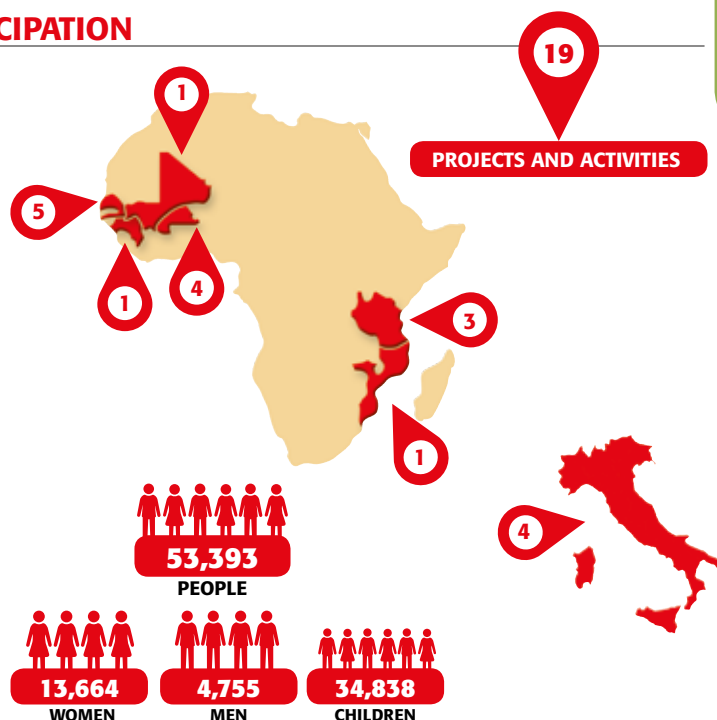 CIPATION
19
PROJECTS AND ACTIVITIES
1
5
1
4
3
1
4
53,393
PEOPLE
13,664
WOMEN
4,755
MEN
34,838
CHILDREN